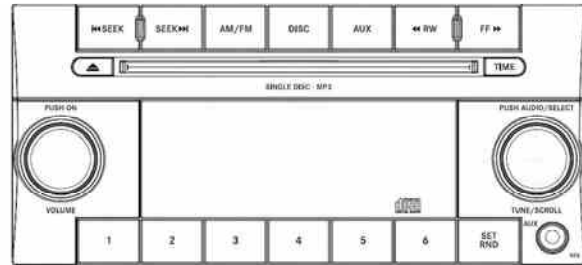 ⏮SEEK SEEK⏭ AM/FM DISC AUX ◀◀ RW FF ▶▶
TIME
SINGLE DISC - MP3
PUSH ON PUSH AUDIO/SELECT
VOLUME TUNE/SCROLL
AUX
1 2 3 4 5 6 SET
RND